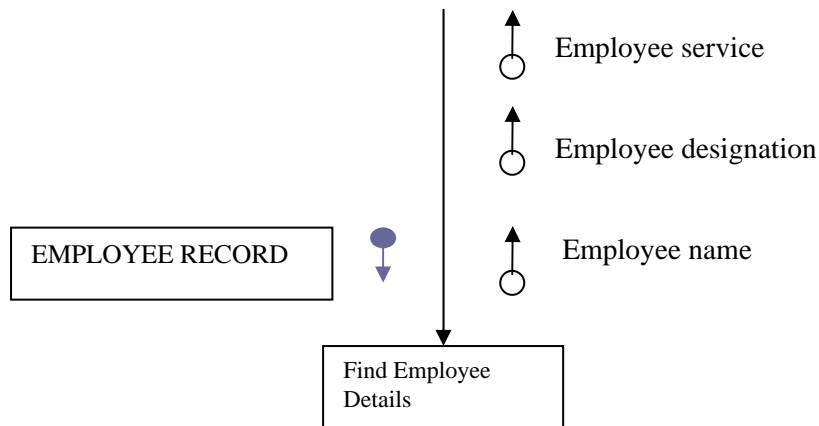 Employee service
Employee designation
Employee name
EMPLOYEE RECORD
Find Employee
Details